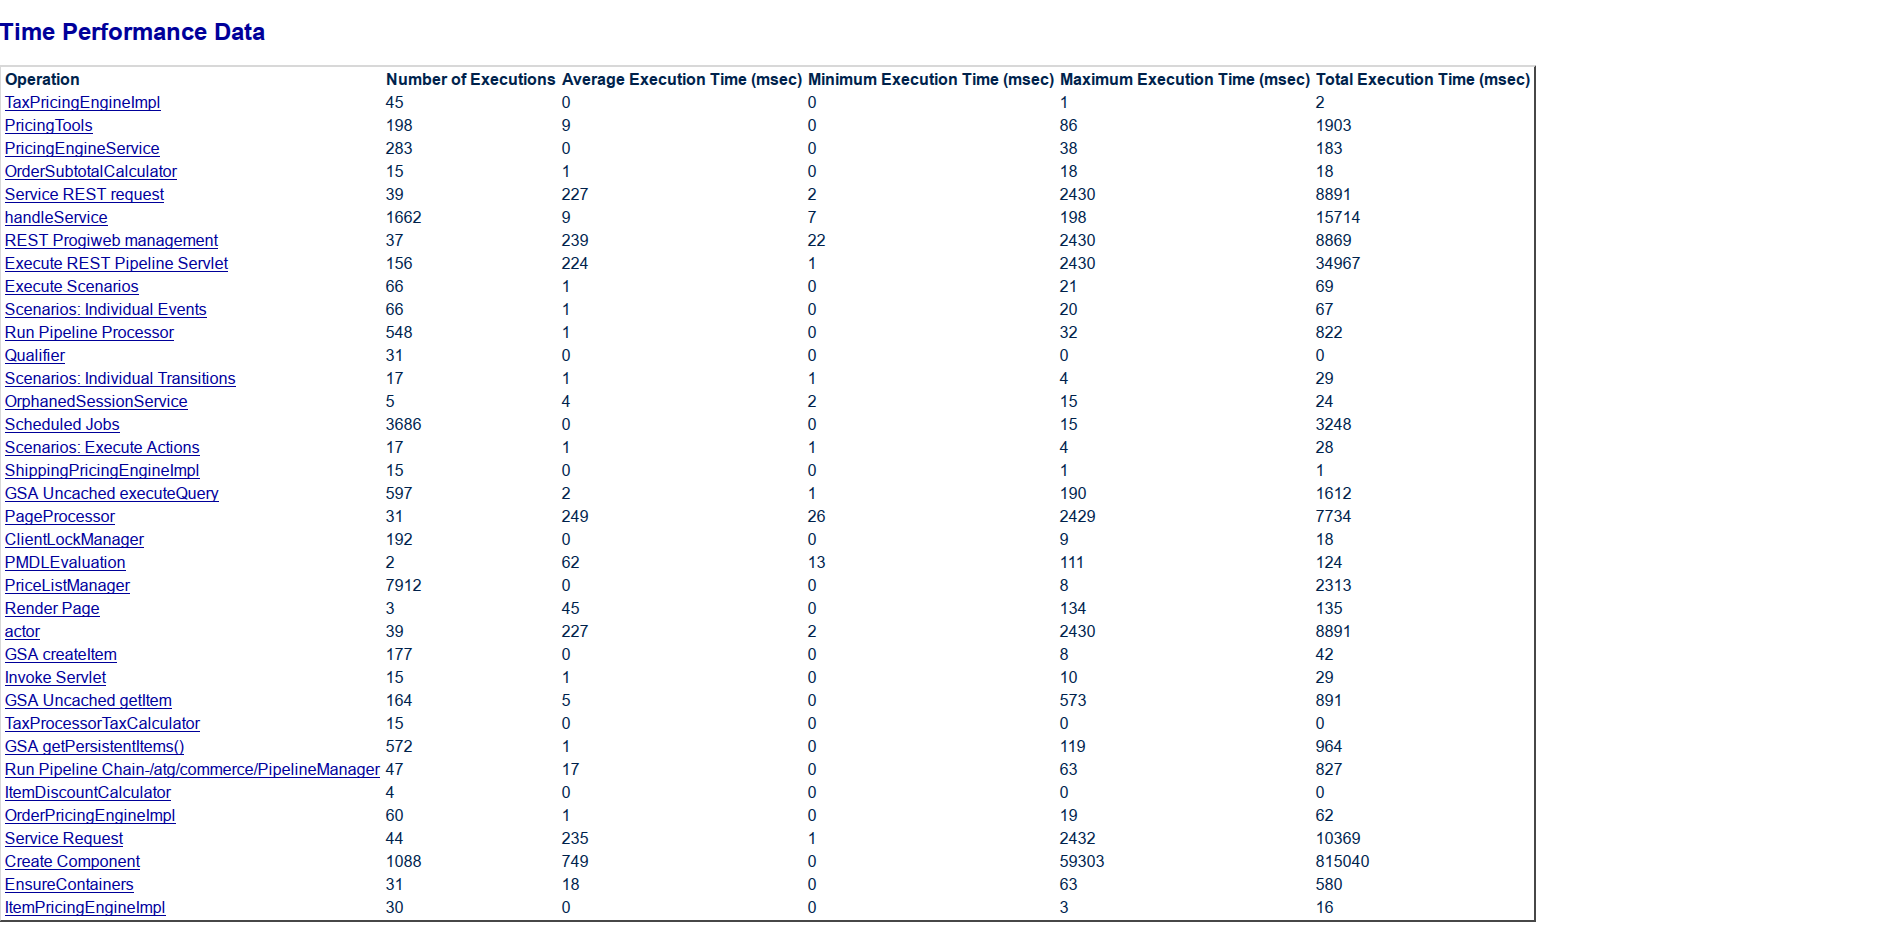 Time Performance Data
Operation Number of Executions Average Execution Time (msec) Minimum Execution Time (msec) Maximum Execution Time (msec) Total Execution Time (msec)
TaxPricingEngineImpl 45 0 0 1 2
PricingTools 198 9 0 86 1903
PricingEngineService 283 0 0 38 183
OrderSubtotalCalculator 15 1 0 18 18
Service REST request 39 227 2 2430 8891
handleService 1662 9 7 198 15714
REST Progiweb management 37 239 22 2430 8869
Execute REST Pipeline Servlet 156 224 1 2430 34967
Execute Scenarios 66 1 0 21 69
Scenarios: Individual Events 66 1 0 20 67
Run Pipeline Processor 548 1 0 32 822
Qualifier 31 0 0 0 0
Scenarios: Individual Transitions 17 1 1 4 29
OrphanedSessionService 5 4 2 15 24
Scheduled Jobs 3686 0 0 15 3248
Scenarios: Execute Actions 17 1 1 4 28
ShippingPricingEngineImpl 15 0 0 1 1
GSA Uncached executeQuery 597 2 1 190 1612
PageProcessor 31 249 26 2429 7734
ClientLockManager 192 0 0 9 18
PMDLEvaluation 2 62 13 111 124
PriceListManager 7912 0 0 8 2313
Render Page 3 45 0 134 135
actor 39 227 2 2430 8891
GSA createItem 177 0 0 8 42
Invoke Servlet 15 1 0 10 29
GSA Uncached getItem 164 5 0 573 891
TaxProcessorTaxCalculator 15 0 0 0 0
GSA getPersistentItems() 572 1 0 119 964
Run Pipeline Chain-/atg/commerce/PipelineManager 47 17 0 63 827
ItemDiscountCalculator 4 0 0 0 0
OrderPricingEngineImpl 60 1 0 19 62
Service Request 44 235 1 2432 10369
Create Component 1088 749 0 59303 815040
EnsureContainers 31 18 0 63 580
ItemPricingEngineImpl 30 0 0 3 16